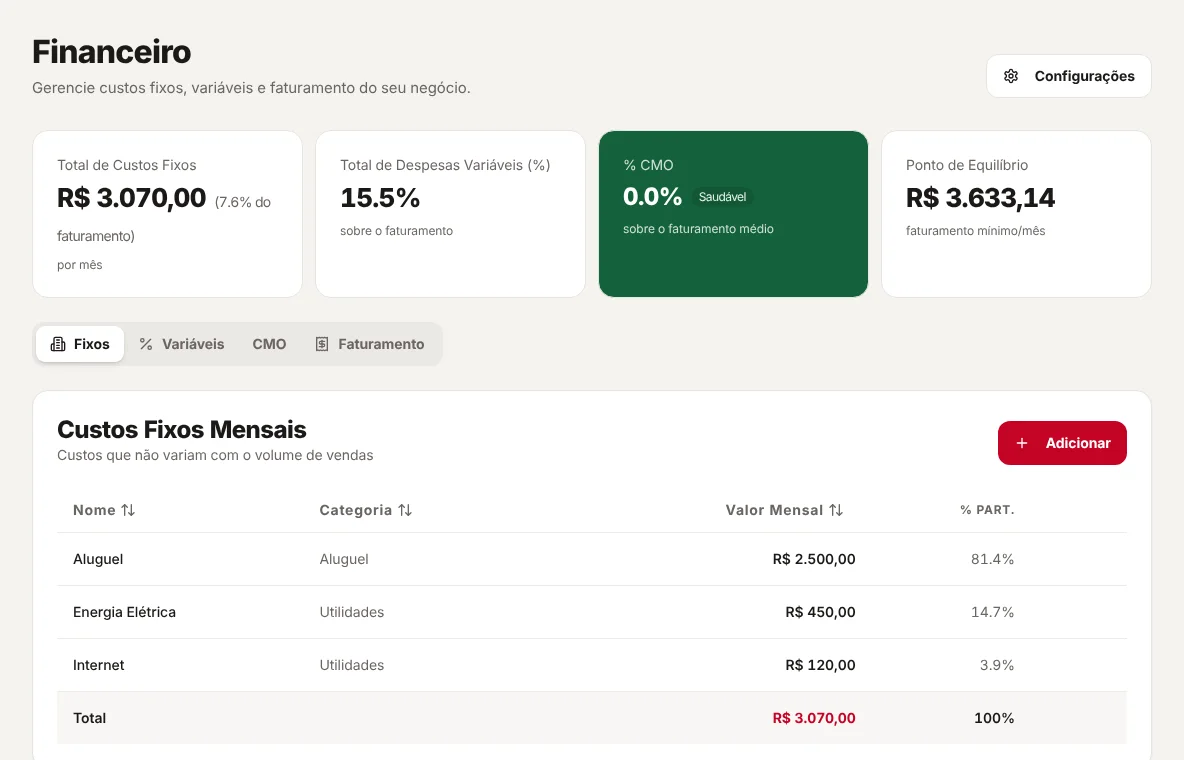 Financeiro
Gerencie custos fixos, variáveis e faturamento do seu negócio.
Configurações
Total de Custos Fixos
R$ 3.070,00 (7.6% do
faturamento)
por mês
Total de Despesas Variáveis (%)
15.5%
sobre o faturamento
% CMO
0.0% Saudável
sobre o faturamento médio
Ponto de Equilíbrio
R$ 3.633,14
faturamento mínimo/mês
Fixos Variáveis CMO Faturamento
Custos Fixos Mensais
Custos que não variam com o volume de vendas
+ Adicionar
Nome Categoria Valor Mensal % PART.
Aluguel Aluguel R$ 2.500,00 81.4%
Energia Elétrica Utilidades R$ 450,00 14.7%
Internet Utilidades R$ 120,00 3.9%
Total R$ 3.070,00 100%